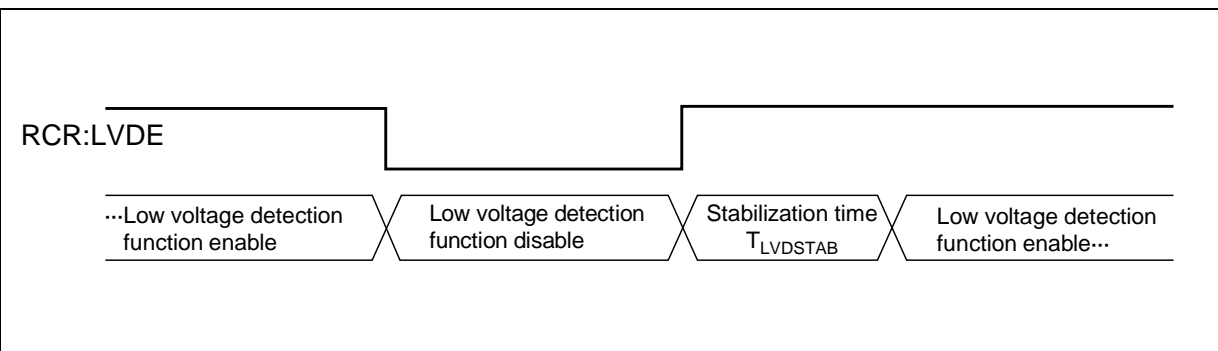 RCR:LVDE
···Low voltage detection
function enable
Low voltage detection
function disable
Stabilization time
TLVDSTAB
Low voltage detection
function enable···